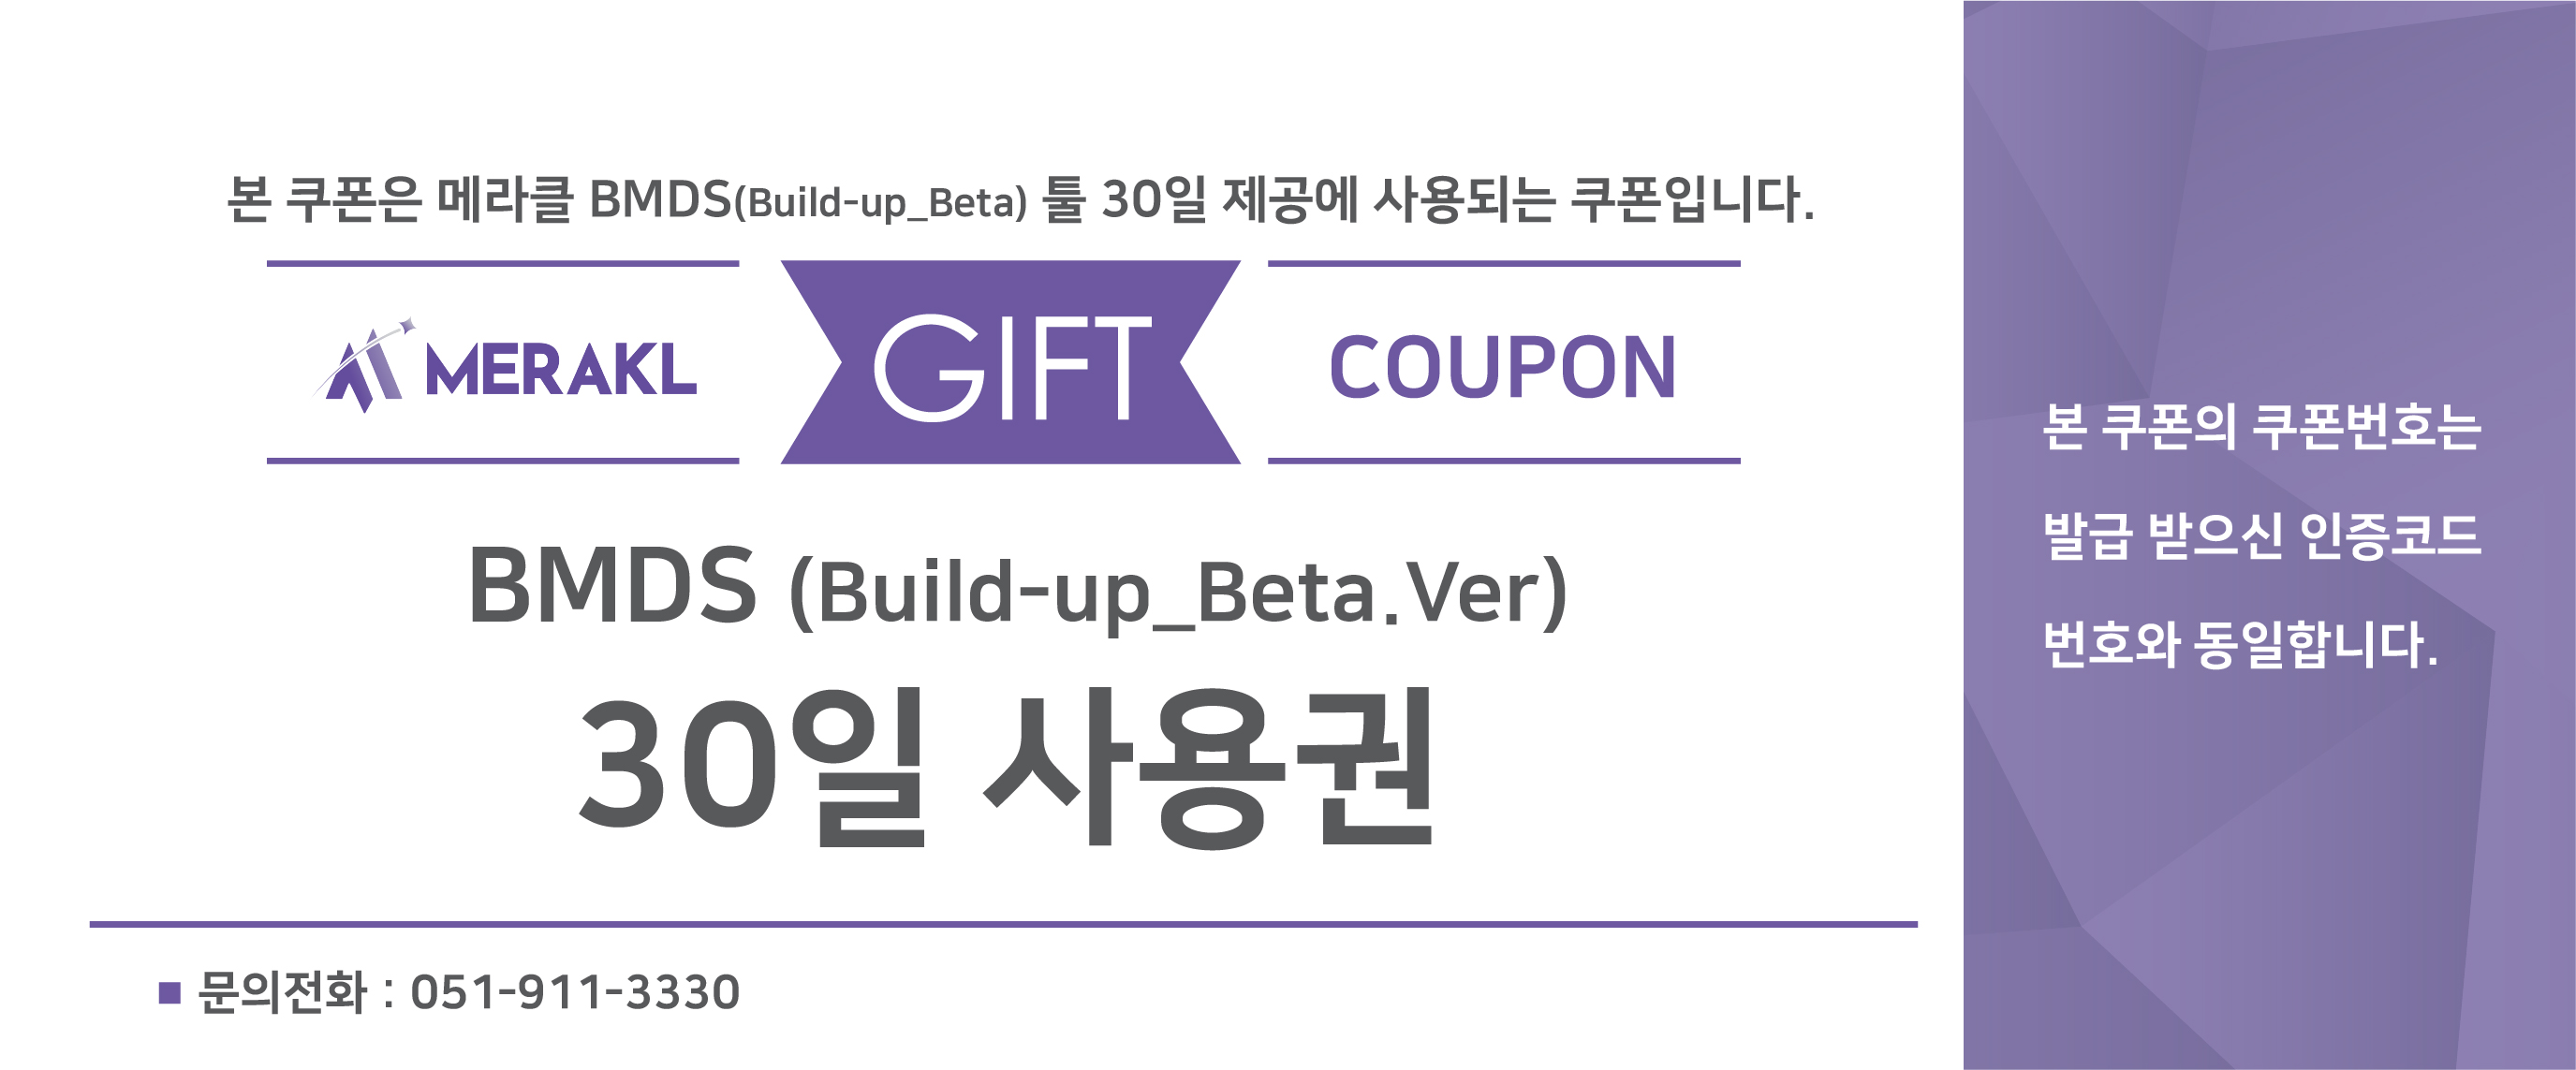 본 쿠폰은 메라클 BMDS(Build-up_Beta) 툴 30일 제공에 사용되는 쿠폰입니다.
MERAKL GIFT COUPON
BMDS (Build-up_Beta.Ver)
30일 사용권
■ 문의전화 : 051-911-3330
본 쿠폰의 쿠폰번호는
발급 받으신 인증코드
번호와 동일합니다.